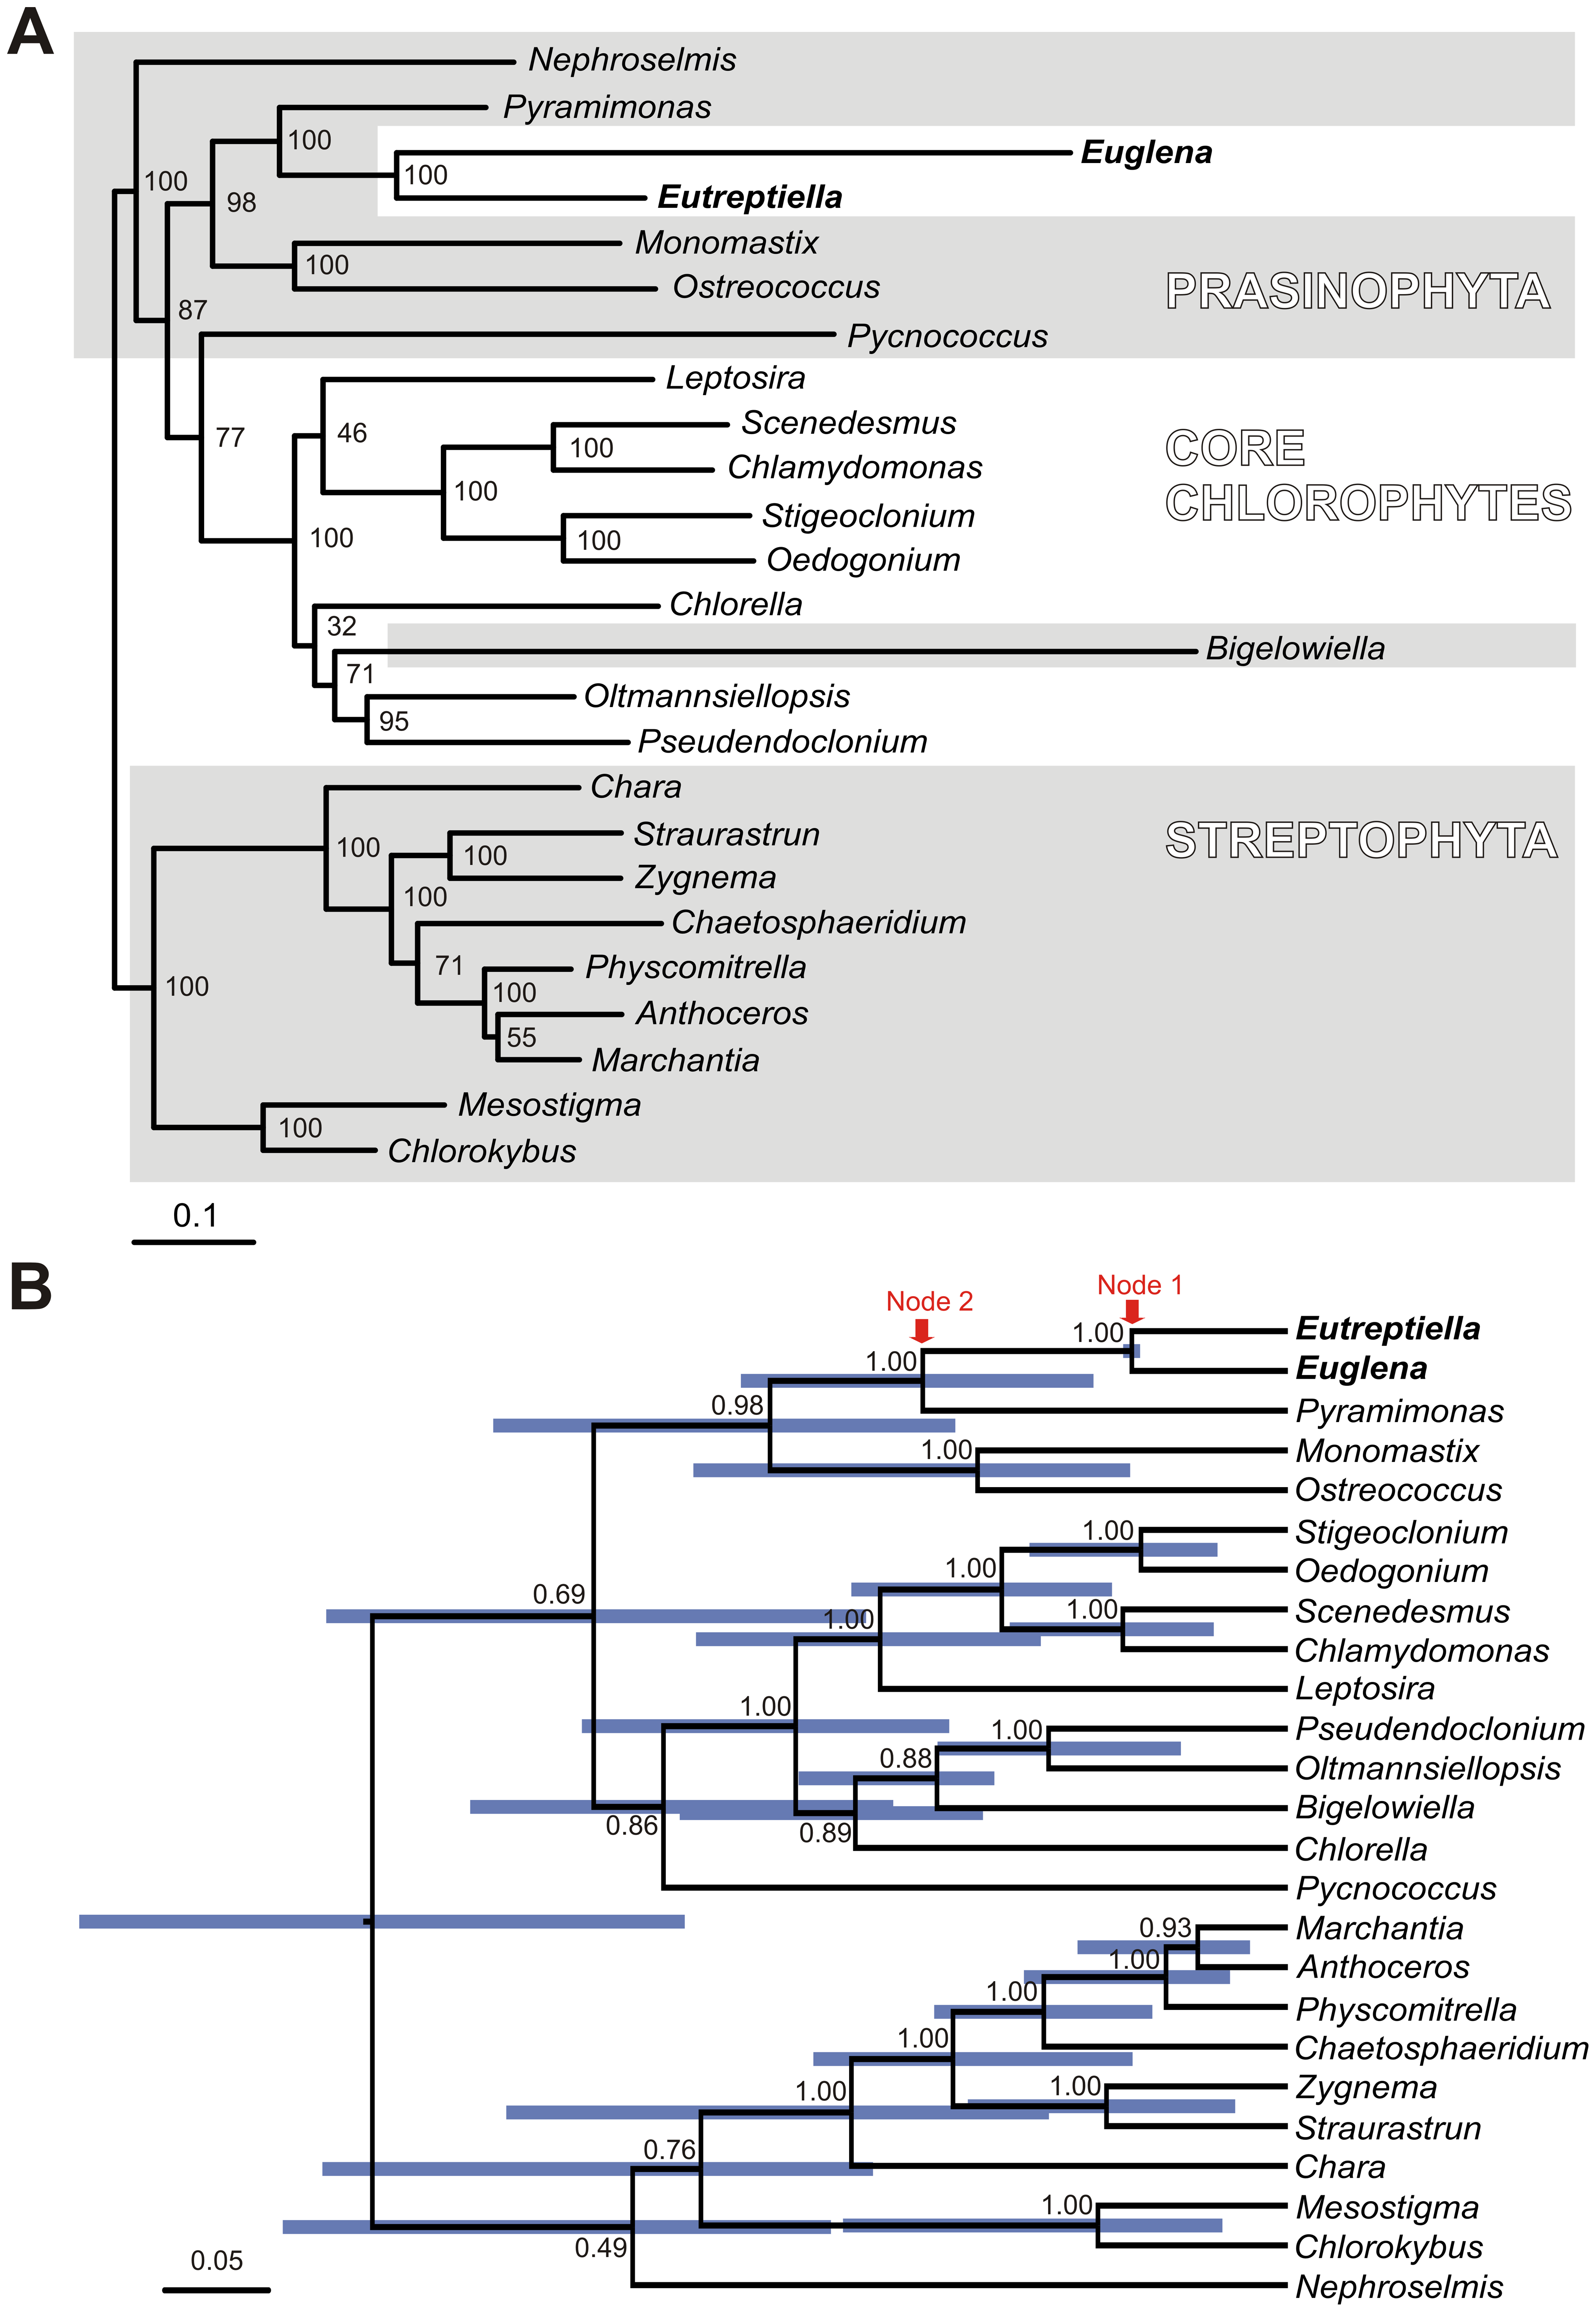 A
Nephroselmis
Pyramimonas
100
Euglena
100
100
Eutreptiella
98
Monomastix
100
Ostreococcus
PRASINOPHYTA
87
Pycnococcus
Leptosira
Scenedesmus
46
77
100
CORE
Chlamydomonas
100
CHLOROPHYTES
Stigeoclonium
100
100
Oedogonium
Chlorella
32
Bigelowiella
71
Oltmannsiellopsis
95
Pseudendoclonium
Chara
Straurastrun
STREPTOPHYTA
100
100
Zygnema
100
Chaetosphaeridium
71
Physcomitrella
100
100
Anthoceros
55
Marchantia
Mesostigma
100
Chlorokybus
0.1
B
Node 1
Node 2
Eutreptiella
1.00
1.00
Euglena
0.98
Pyramimonas
1.00
Monomastix
Ostreococcus
1.00
Stigeoclonium
1.00
Oedogonium
0.69
1.00
Scenedesmus
1.00
Chlamydomonas
Leptosira
1.00
1.00
Pseudendoclonium
0.88
Oltmannsiellopsis
Bigelowiella
0.86
0.89
Chlorella
Pycnococcus
0.93
Marchantia
1.00
Anthoceros
1.00
Physcomitrella
1.00
Chaetosphaeridium
1.00
1.00
Zygnema
Straurastrun
0.76
Chara
1.00
Mesostigma
0.49
Chlorokybus
0.05
Nephroselmis